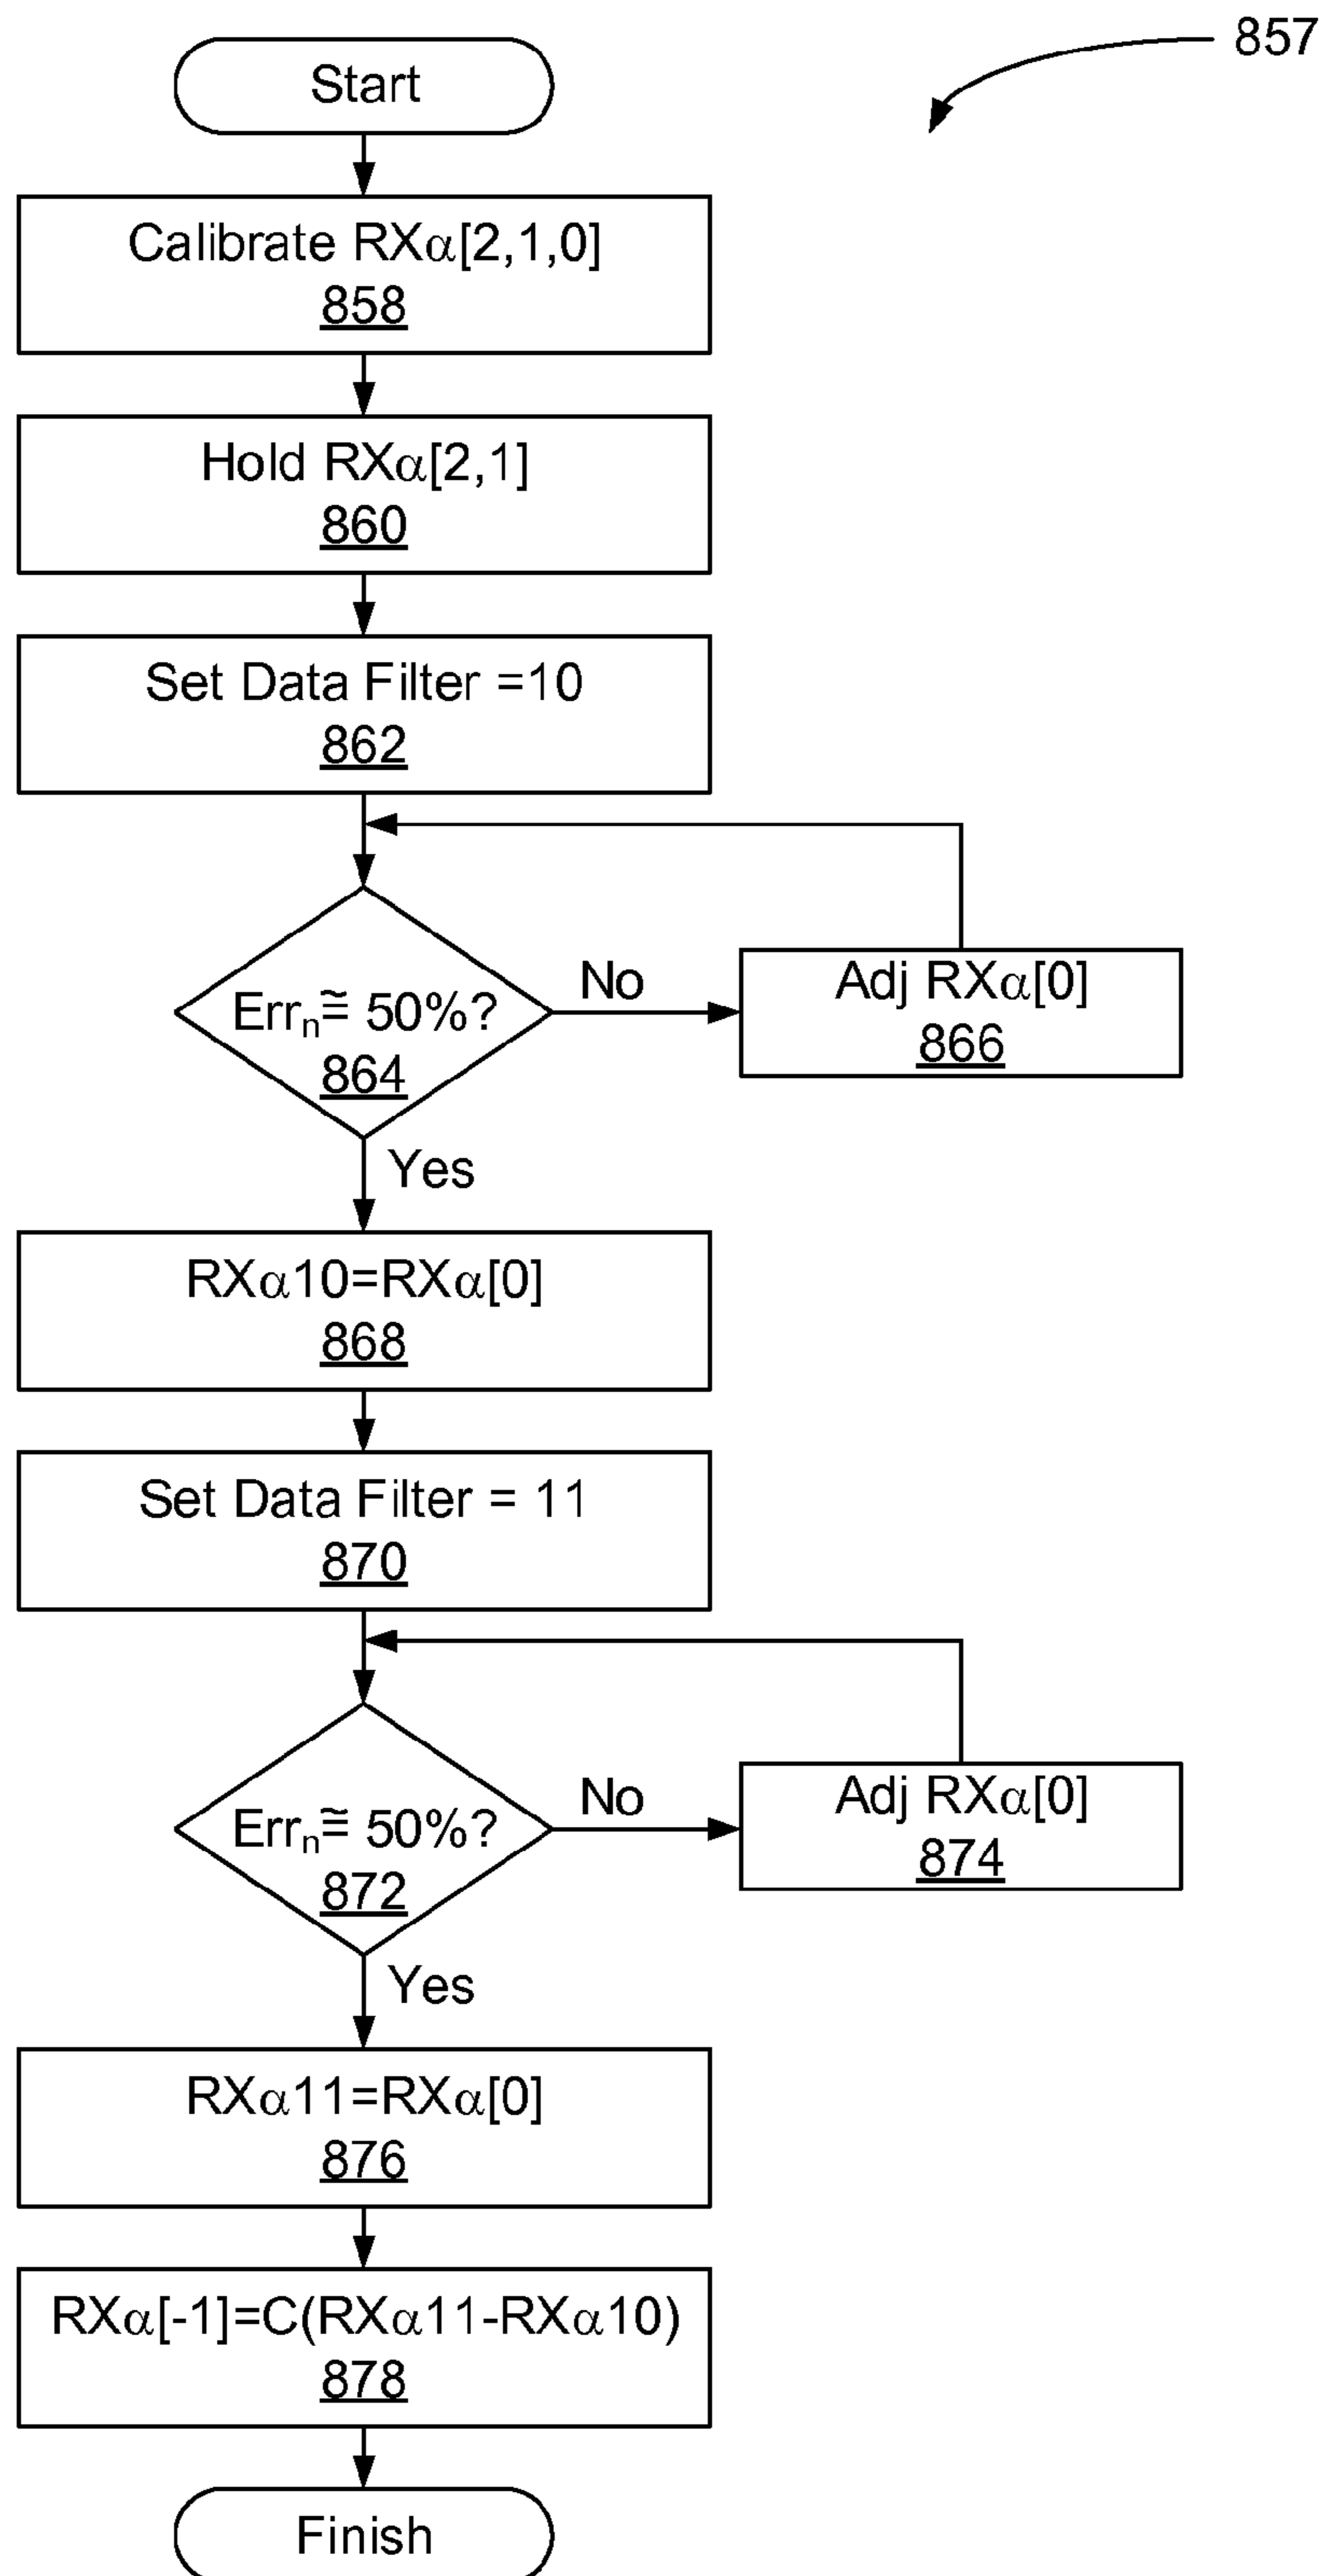 857
Start
Calibrate RXα[2,1,0]
858
Hold RXα[2,1]
860
Set Data Filter =10
862
Errn≅ 50%?
864
No
Adj RXα[0]
866
Yes
RXα10=RXα[0]
868
Set Data Filter = 11
870
Errn≅ 50%?
872
No
Adj RXα[0]
874
Yes
RXα11=RXα[0]
876
RXα[-1]=C(RXα11-RXα10)
878
Finish